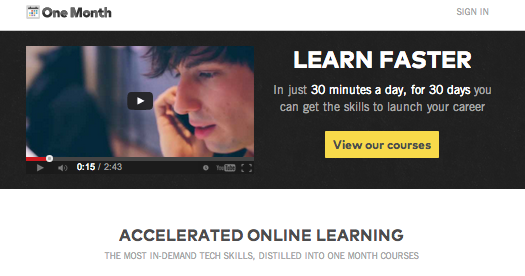 One Month
SIGN IN
LEARN FASTER
In just 30 minutes a day, for 30 days you
can get the skills to launch your career
View our courses
0:15 / 2:43
YouTube
ACCELERATED ONLINE LEARNING
THE MOST IN-DEMAND TECH SKILLS, DISTILLED INTO ONE MONTH COURSES